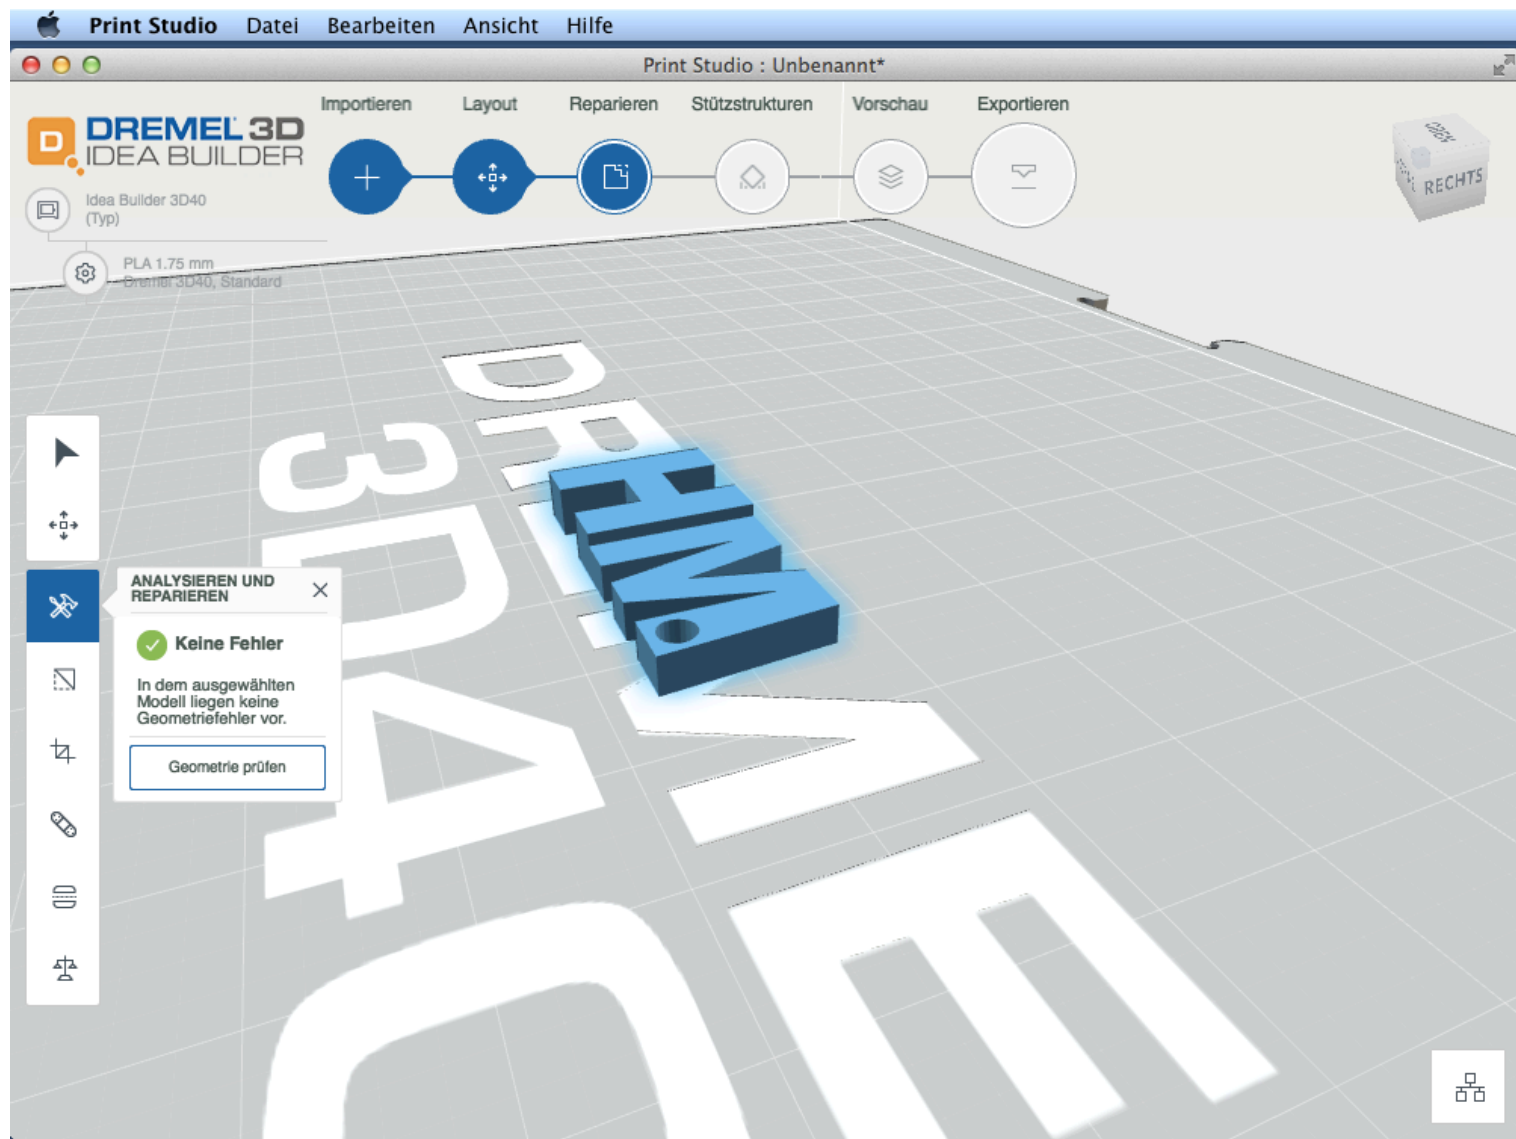 Print Studio Datei Bearbeiten Ansicht Hilfe
Print Studio : Unbenannt*
Importieren Layout Reparieren Stützstrukturen Vorschau Exportieren
D
DREMEL 3D
IDEA BUILDER
Idea Builder 3D40
(Typ)
PLA 1.75 mm
Dremel 3D40, Standard
OBEN
RECHTS
DREME
3D40
HM
ANALYSIEREN UND
REPARIEREN
Keine Fehler
In dem ausgewählten
Modell liegen keine
Geometriefehler vor.
Geometrie prüfen